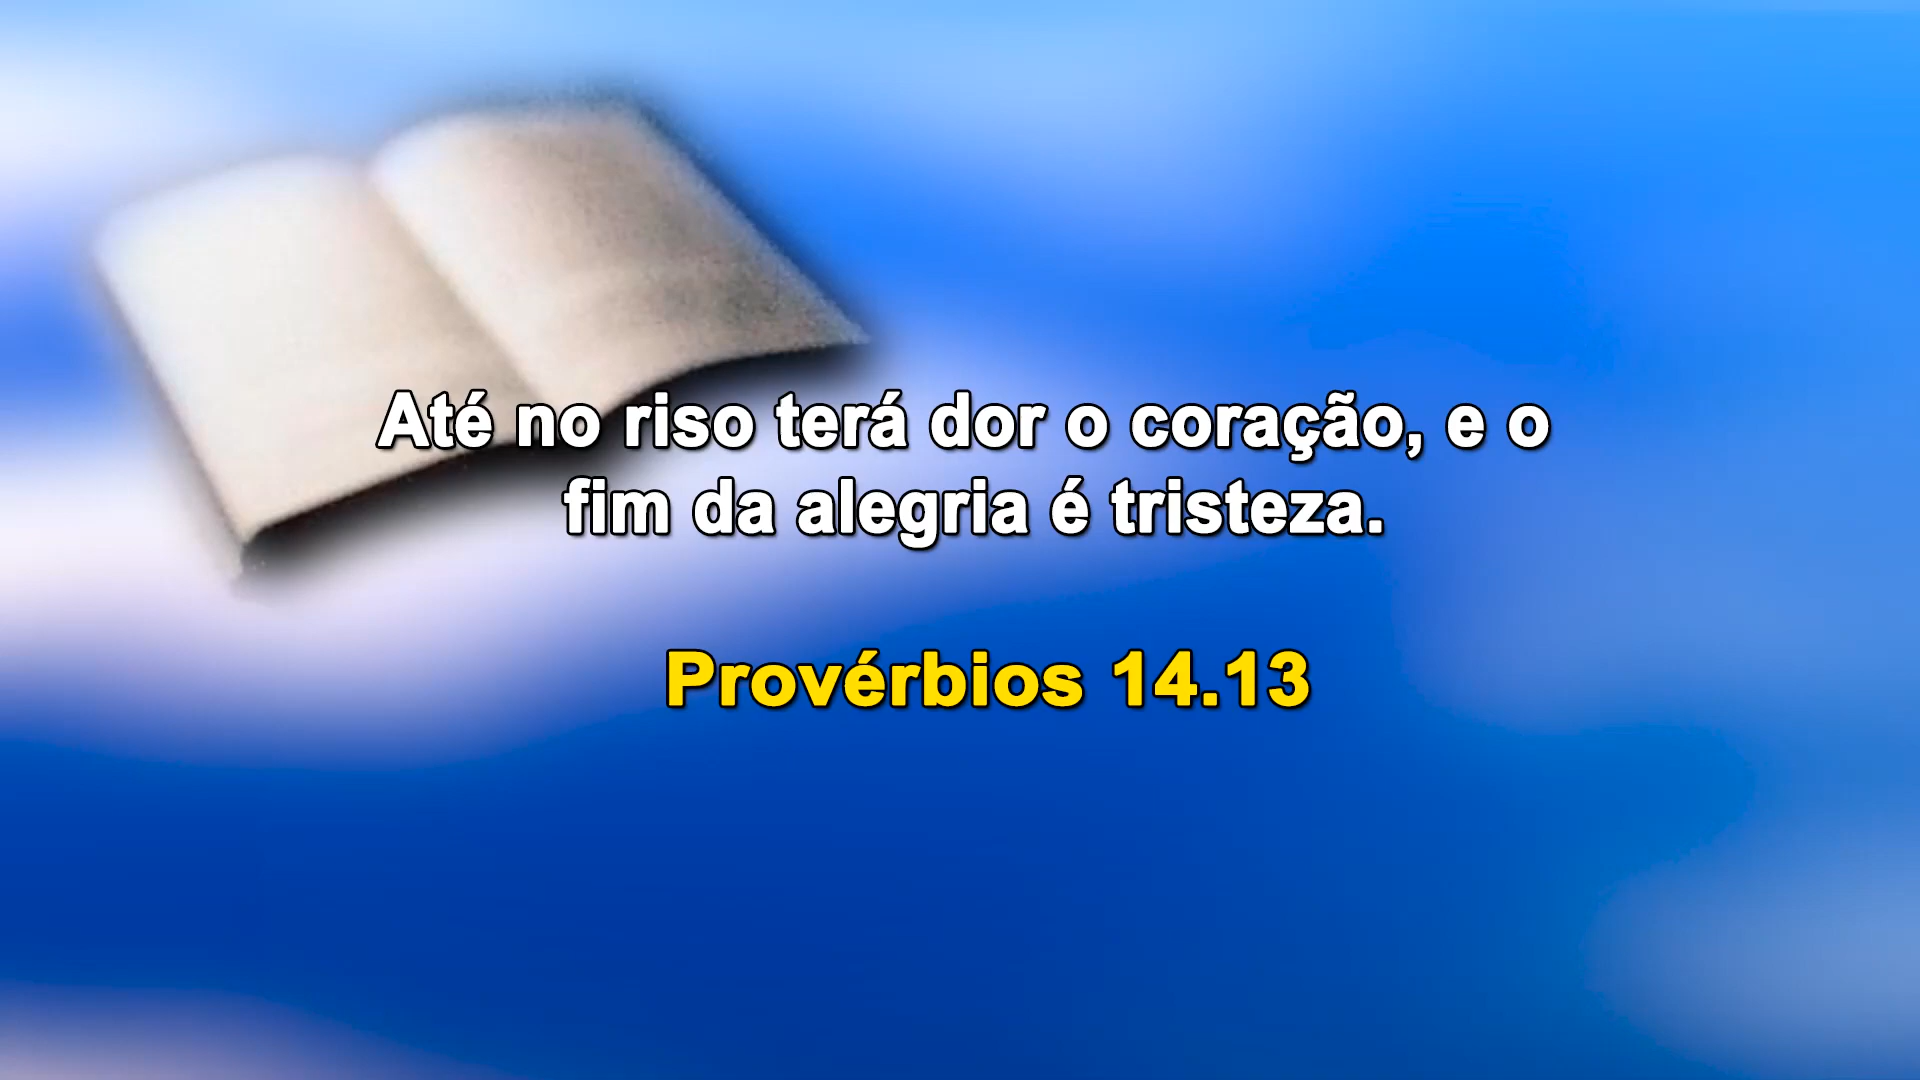 Até no riso terá dor o coração, e o
fim da alegria é tristeza.
Provérbios 14.13